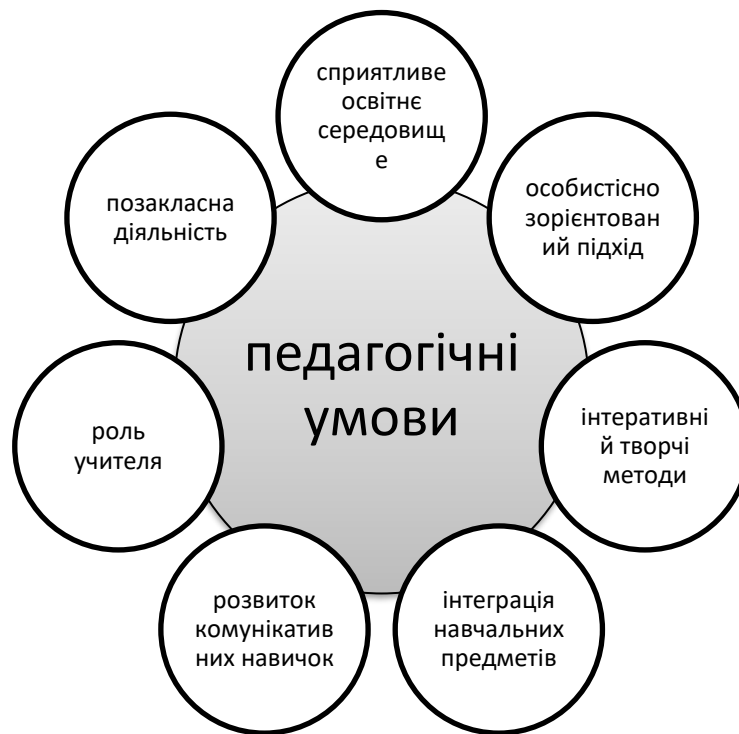 сприятливе
освітнє
середовищ
е
особистісно
зорієнтован
ий підхід
інтеративні
й творчі
методи
інтеграція
навчальних
предметів
розвиток
комунікатив
них навичок
роль
учителя
позакласна
діяльність
педагогічні
умови